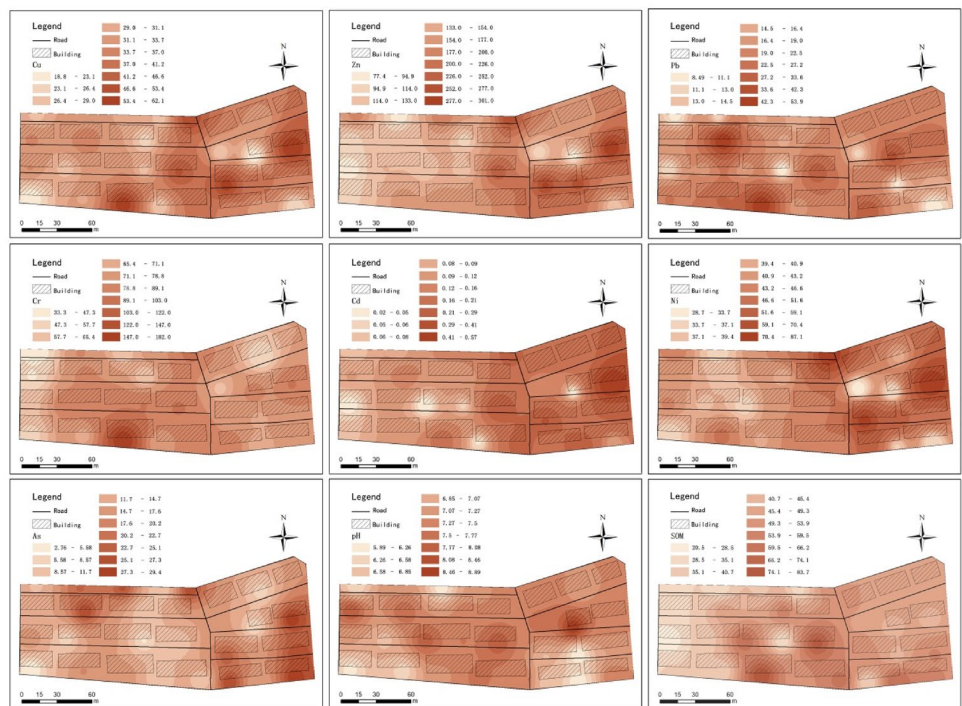 Legend
Road
Building
Cu
18.8 - 23.1
23.1 - 26.4
26.4 - 29.0
29.0 - 31.1
31.1 - 33.7
33.7 - 37.0
37.0 - 41.2
41.2 - 46.6
46.6 - 53.4
53.4 - 62.1
N
0 15 30 60
m
Legend
Road
Building
Zn
77.4 - 94.9
94.9 - 114.0
114.0 - 133.0
133.0 - 154.0
154.0 - 177.0
177.0 - 200.0
200.0 - 226.0
226.0 - 252.0
252.0 - 277.0
277.0 - 301.0
N
0 15 30 60
m
Legend
Road
Building
Pb
8.49 - 11.1
11.1 - 13.0
13.0 - 14.5
14.5 - 16.4
16.4 - 19.0
19.0 - 22.5
22.5 - 27.2
27.2 - 33.6
33.6 - 42.3
42.3 - 53.9
N
0 15 30 60
m
Legend
Road
Building
Cr
33.3 - 47.3
47.3 - 57.7
57.7 - 65.4
65.4 - 71.1
71.1 - 78.8
78.8 - 89.1
89.1 - 103.0
103.0 - 122.0
122.0 - 147.0
147.0 - 182.0
N
0 15 30 60
m
Legend
Road
Building
Cd
0.02 - 0.05
0.05 - 0.06
0.06 - 0.08
0.08 - 0.09
0.09 - 0.12
0.12 - 0.16
0.16 - 0.21
0.21 - 0.29
0.29 - 0.41
0.41 - 0.57
N
0 15 30 60
m
Legend
Road
Building
Ni
28.7 - 33.7
33.7 - 37.1
37.1 - 39.4
39.4 - 40.9
40.9 - 43.2
43.2 - 46.6
46.6 - 51.6
51.6 - 59.1
59.1 - 70.4
70.4 - 87.1
N
0 15 30 60
m
Legend
Road
Building
As
2.76 - 5.58
5.58 - 8.57
8.57 - 11.7
11.7 - 14.7
14.7 - 17.6
17.6 - 20.2
20.2 - 22.7
22.7 - 25.1
25.1 - 27.3
27.3 - 29.4
N
0 15 30 60
m
Legend
Road
Building
pH
5.89 - 6.26
6.26 - 6.58
6.58 - 6.85
6.85 - 7.07
7.07 - 7.27
7.27 - 7.5
7.5 - 7.77
7.77 - 8.08
8.08 - 8.46
8.46 - 8.89
N
0 15 30 60
m
Legend
Road
Building
SOM
20.5 - 28.5
28.5 - 35.1
35.1 - 40.7
40.7 - 45.4
45.4 - 49.3
49.3 - 53.9
53.9 - 59.5
59.5 - 66.2
66.2 - 74.1
74.1 - 83.7
N
0 15 30 60
m